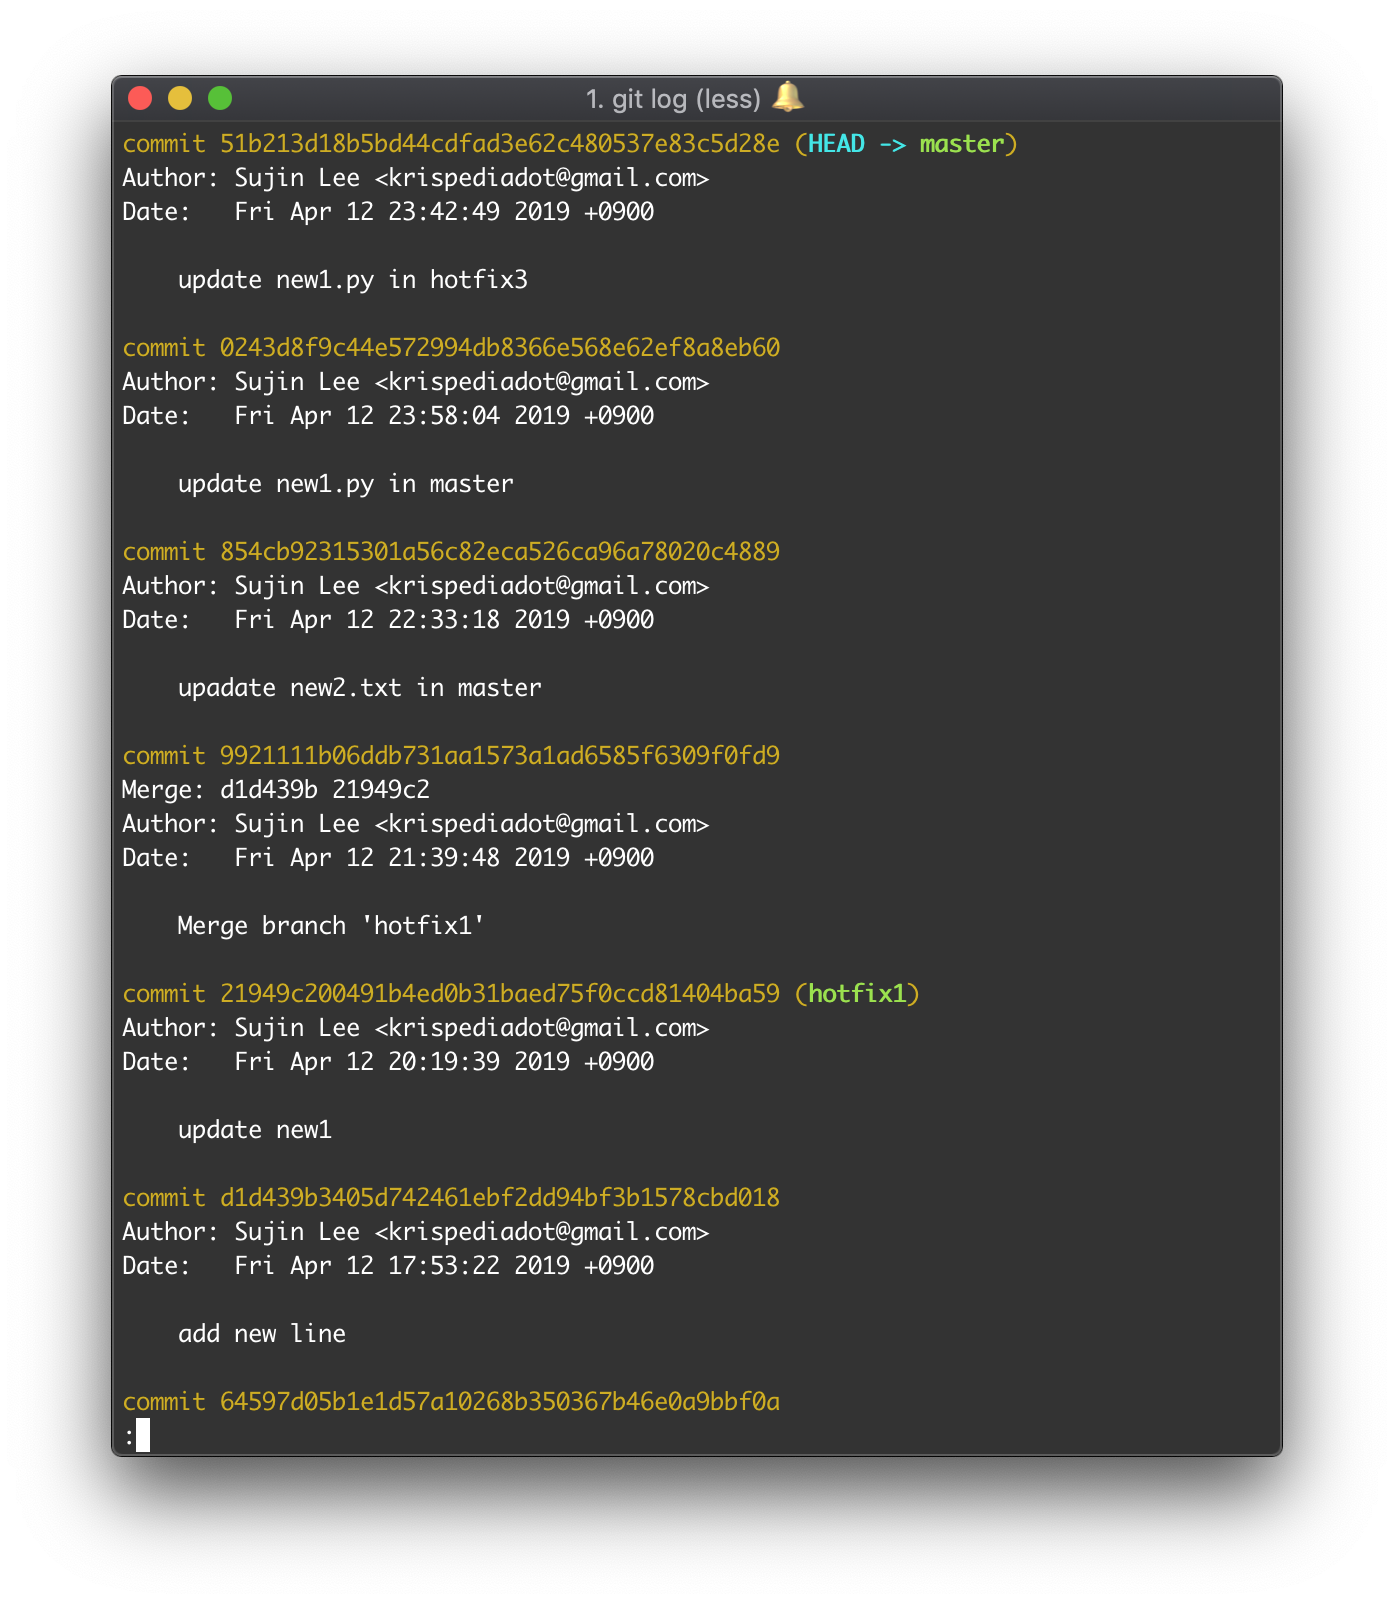 1. git log (less) 🔔
commit 51b213d18b5bd44cdfad3e62c480537e83c5d28e (HEAD -> master)
Author: Sujin Lee <krispediadot@gmail.com>
Date:   Fri Apr 12 23:42:49 2019 +0900
    update new1.py in hotfix3
commit 0243d8f9c44e572994db8366e568e62ef8a8eb60
Author: Sujin Lee <krispediadot@gmail.com>
Date:   Fri Apr 12 23:58:04 2019 +0900
    update new1.py in master
commit 854cb92315301a56c82eca526ca96a78020c4889
Author: Sujin Lee <krispediadot@gmail.com>
Date:   Fri Apr 12 22:33:18 2019 +0900
    upadate new2.txt in master
commit 9921111b06ddb731aa1573a1ad6585f6309f0fd9
Merge: d1d439b 21949c2
Author: Sujin Lee <krispediadot@gmail.com>
Date:   Fri Apr 12 21:39:48 2019 +0900
    Merge branch 'hotfix1'
commit 21949c200491b4ed0b31baed75f0ccd81404ba59 (hotfix1)
Author: Sujin Lee <krispediadot@gmail.com>
Date:   Fri Apr 12 20:19:39 2019 +0900
    update new1
commit d1d439b3405d742461ebf2dd94bf3b1578cbd018
Author: Sujin Lee <krispediadot@gmail.com>
Date:   Fri Apr 12 17:53:22 2019 +0900
    add new line
commit 64597d05b1e1d57a10268b350367b46e0a9bbf0a
: